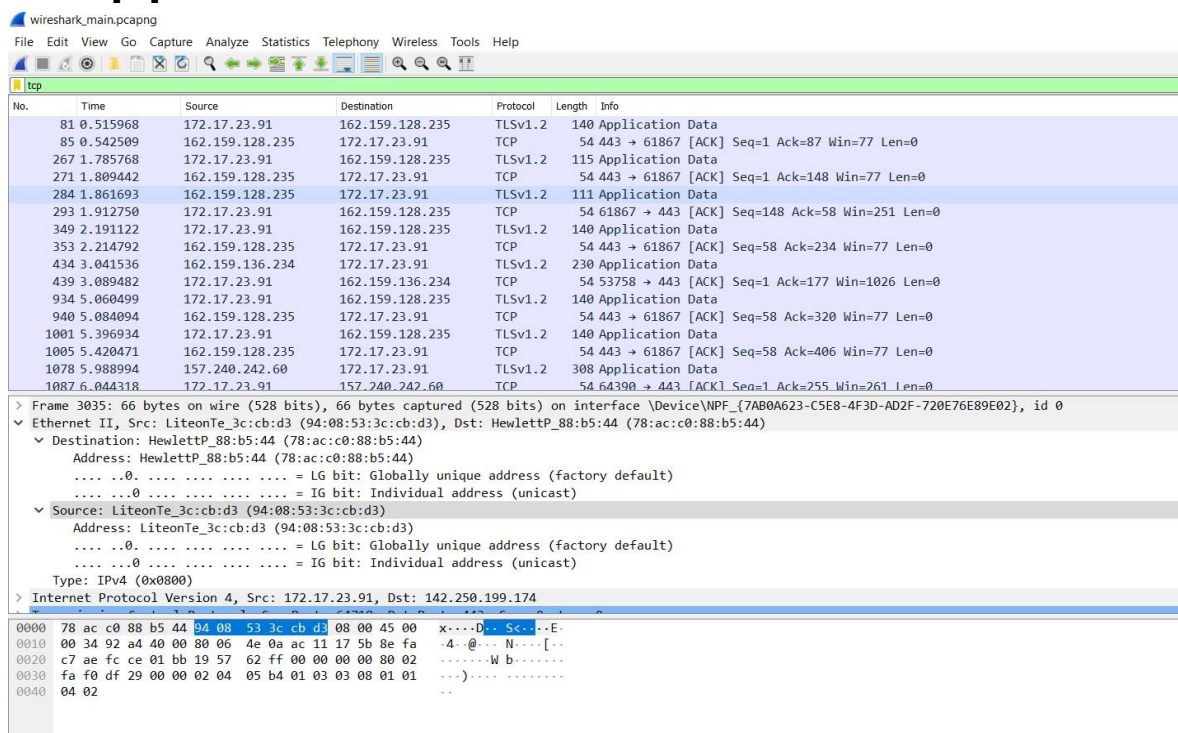 wireshark_main.pcapng
File Edit View Go Capture Analyze Statistics Telephony Wireless Tools Help
tcp
No. Time Source Destination Protocol Length Info
81 0.515968 172.17.23.91 162.159.128.235 TLSv1.2 140 Application Data
85 0.542509 162.159.128.235 172.17.23.91 TCP 54 443 → 61867 [ACK] Seq=1 Ack=87 Win=77 Len=0
267 1.785768 172.17.23.91 162.159.128.235 TLSv1.2 115 Application Data
271 1.809442 162.159.128.235 172.17.23.91 TCP 54 443 → 61867 [ACK] Seq=1 Ack=148 Win=77 Len=0
284 1.861693 162.159.128.235 172.17.23.91 TLSv1.2 111 Application Data
293 1.912750 172.17.23.91 162.159.128.235 TCP 54 61867 → 443 [ACK] Seq=148 Ack=58 Win=251 Len=0
349 2.191122 172.17.23.91 162.159.128.235 TLSv1.2 140 Application Data
353 2.214792 162.159.128.235 172.17.23.91 TCP 54 443 → 61867 [ACK] Seq=58 Ack=234 Win=77 Len=0
434 3.041536 162.159.136.234 172.17.23.91 TLSv1.2 230 Application Data
439 3.089482 172.17.23.91 162.159.136.234 TCP 54 53758 → 443 [ACK] Seq=1 Ack=177 Win=1026 Len=0
934 5.060499 172.17.23.91 162.159.128.235 TLSv1.2 140 Application Data
940 5.084094 162.159.128.235 172.17.23.91 TCP 54 443 → 61867 [ACK] Seq=58 Ack=320 Win=77 Len=0
1001 5.396934 172.17.23.91 162.159.128.235 TLSv1.2 140 Application Data
1005 5.420471 162.159.128.235 172.17.23.91 TCP 54 443 → 61867 [ACK] Seq=58 Ack=406 Win=77 Len=0
1078 5.988994 157.240.242.60 172.17.23.91 TLSv1.2 308 Application Data
1087 6.044318 172.17.23.91 157.240.242.60 TCP 54 64390 → 443 [ACK] Seq=1 Ack=255 Win=261 Len=0
Frame 3035: 66 bytes on wire (528 bits), 66 bytes captured (528 bits) on interface \Device\NPF_{7AB0A623-C5E8-4F3D-AD2F-720E76E89E02}, id 0
Ethernet II, Src: LiteonTe_3c:cb:d3 (94:08:53:3c:cb:d3), Dst: HewlettP_88:b5:44 (78:ac:c0:88:b5:44)
Destination: HewlettP_88:b5:44 (78:ac:c0:88:b5:44)
Address: HewlettP_88:b5:44 (78:ac:c0:88:b5:44)
.... ..0. .... .... .... .... = LG bit: Globally unique address (factory default)
.... ...0 .... .... .... .... = IG bit: Individual address (unicast)
Source: LiteonTe_3c:cb:d3 (94:08:53:3c:cb:d3)
Address: LiteonTe_3c:cb:d3 (94:08:53:3c:cb:d3)
.... ..0. .... .... .... .... = LG bit: Globally unique address (factory default)
.... ...0 .... .... .... .... = IG bit: Individual address (unicast)
Type: IPv4 (0x0800)
Internet Protocol Version 4, Src: 172.17.23.91, Dst: 142.250.199.174
0000 78 ac c0 88 b5 44 94 08 53 3c cb d3 08 00 45 00 x····D·· S<····E·
0010 00 34 92 a4 40 00 80 06 4e 0a ac 11 17 5b 8e fa ·4··@··· N····[··
0020 c7 ae fc ce 01 bb 19 57 62 ff 00 00 00 00 80 02 ·······W b·······
0030 fa f0 df 29 00 00 02 04 05 b4 01 03 03 08 01 01 ···)···· ········
0040 04 02 ··